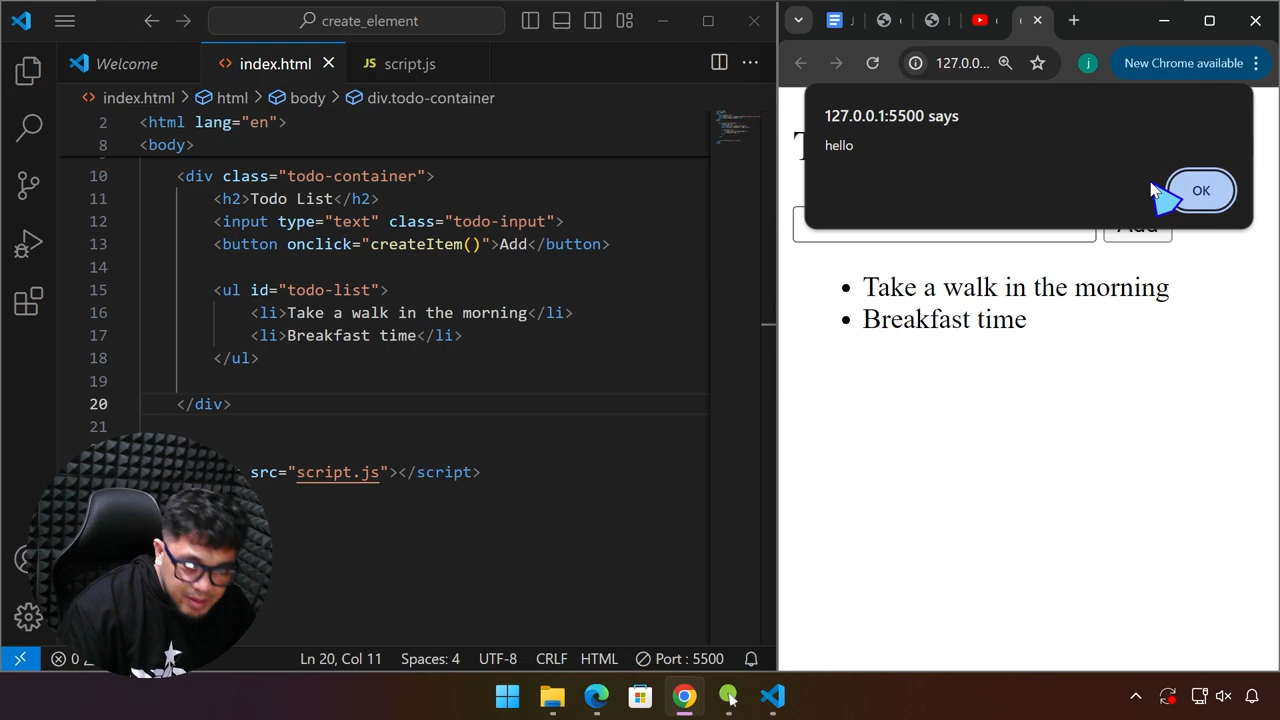 create_element
Welcome
index.html
JS script.js
index.html > html > body > div.todo-container
2 <html lang="en">
8 <body>
10 <div class="todo-container">
11 <h2>Todo List</h2>
12 <input type="text" class="todo-input">
13 <button onclick="createItem()">Add</button>
14
15 <ul id="todo-list">
16 <li>Take a walk in the morning</li>
17 <li>Breakfast time</li>
18 </ul>
19
20 </div>
21
src="script.js"></script>
0
Ln 20, Col 11
Spaces: 4
UTF-8
CRLF
HTML
Port : 5500
127.0.0...
j
New Chrome available
127.0.0.1:5500 says
hello
OK
Add
Take a walk in the morning
Breakfast time